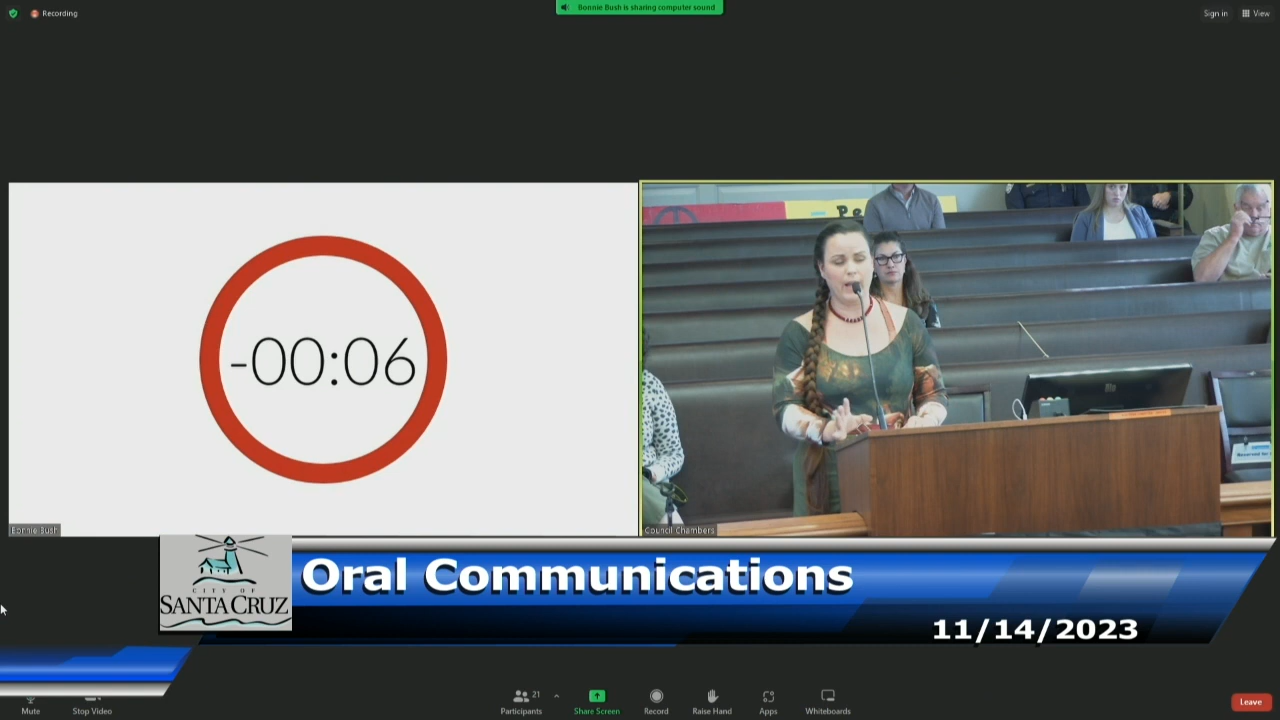 Recording
Bonnie Bush is sharing computer sound
Sign in
View
-00:06
Bonnie Bush
Council Chambers
CITY OF
SANTA CRUZ
Oral Communications
11/14/2023
Mute
Stop Video
Participants
21
Share Screen
Record
Raise Hand
Apps
Whiteboards
Leave